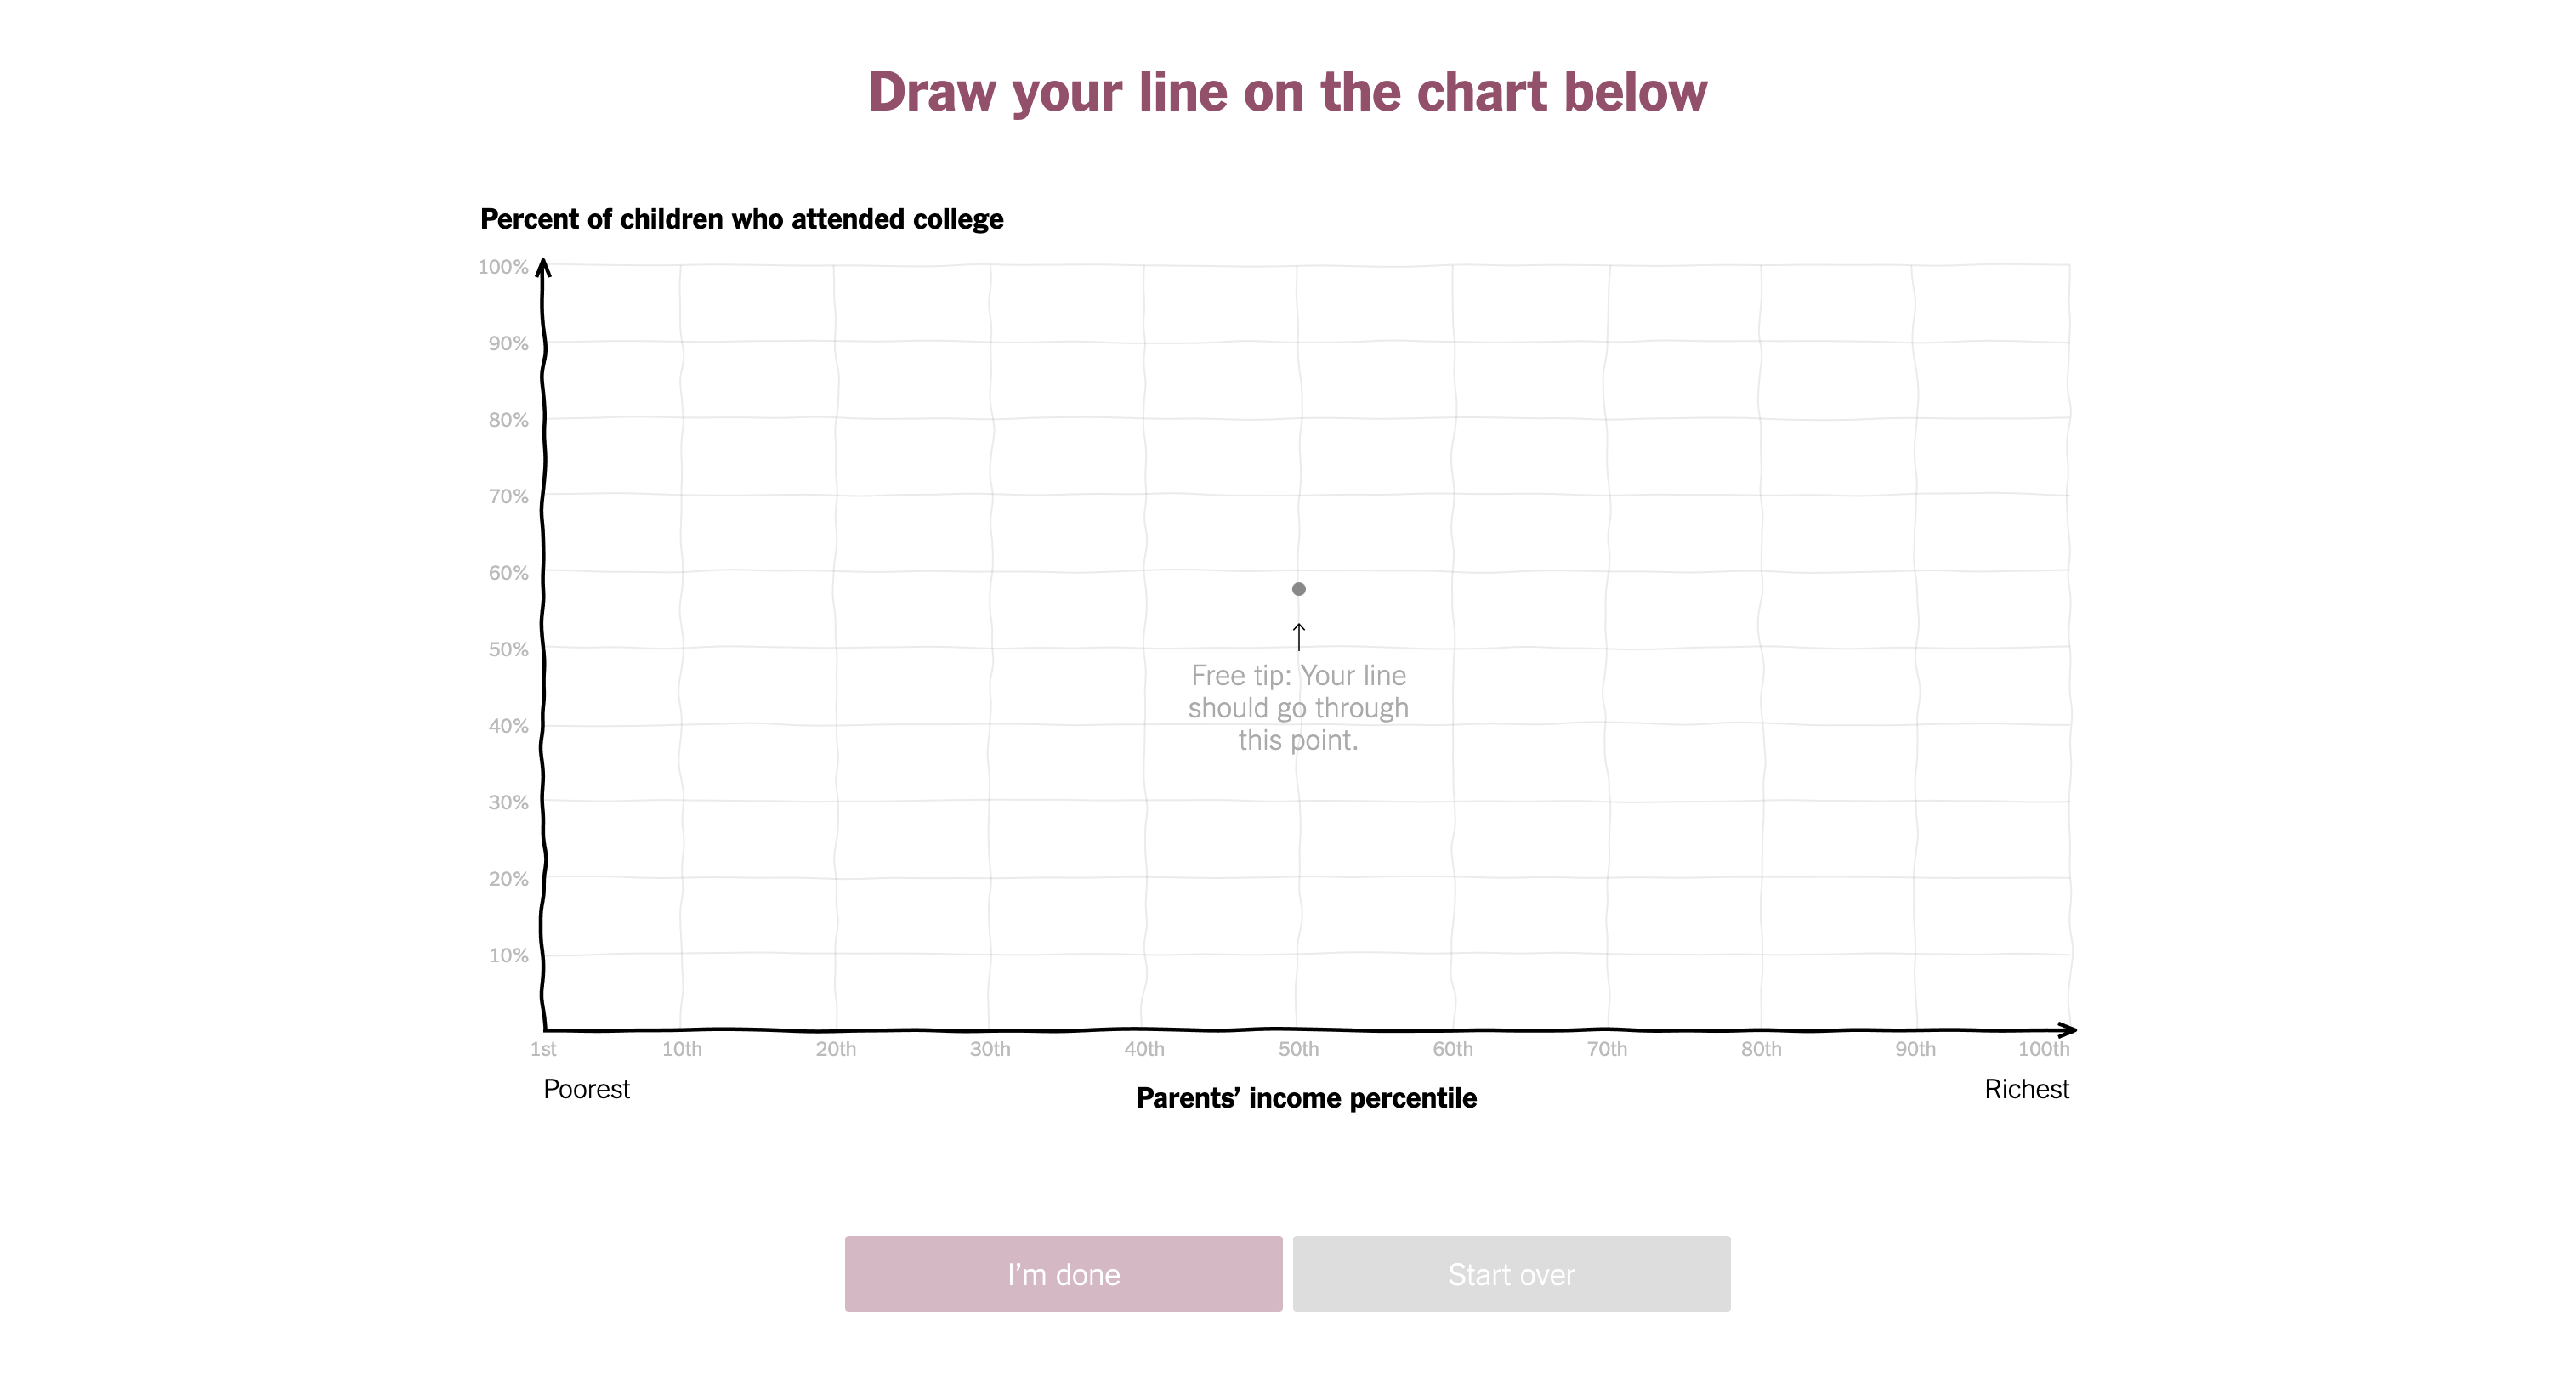 Draw your line on the chart below
Percent of children who attended college
100%
90%
80%
70%
60%
50%
40%
30%
20%
10%
Free tip: Your line
should go through
this point.
1st 10th 20th 30th 40th 50th 60th 70th 80th 90th 100th
Poorest Parents’ income percentile Richest
I’m done Start over